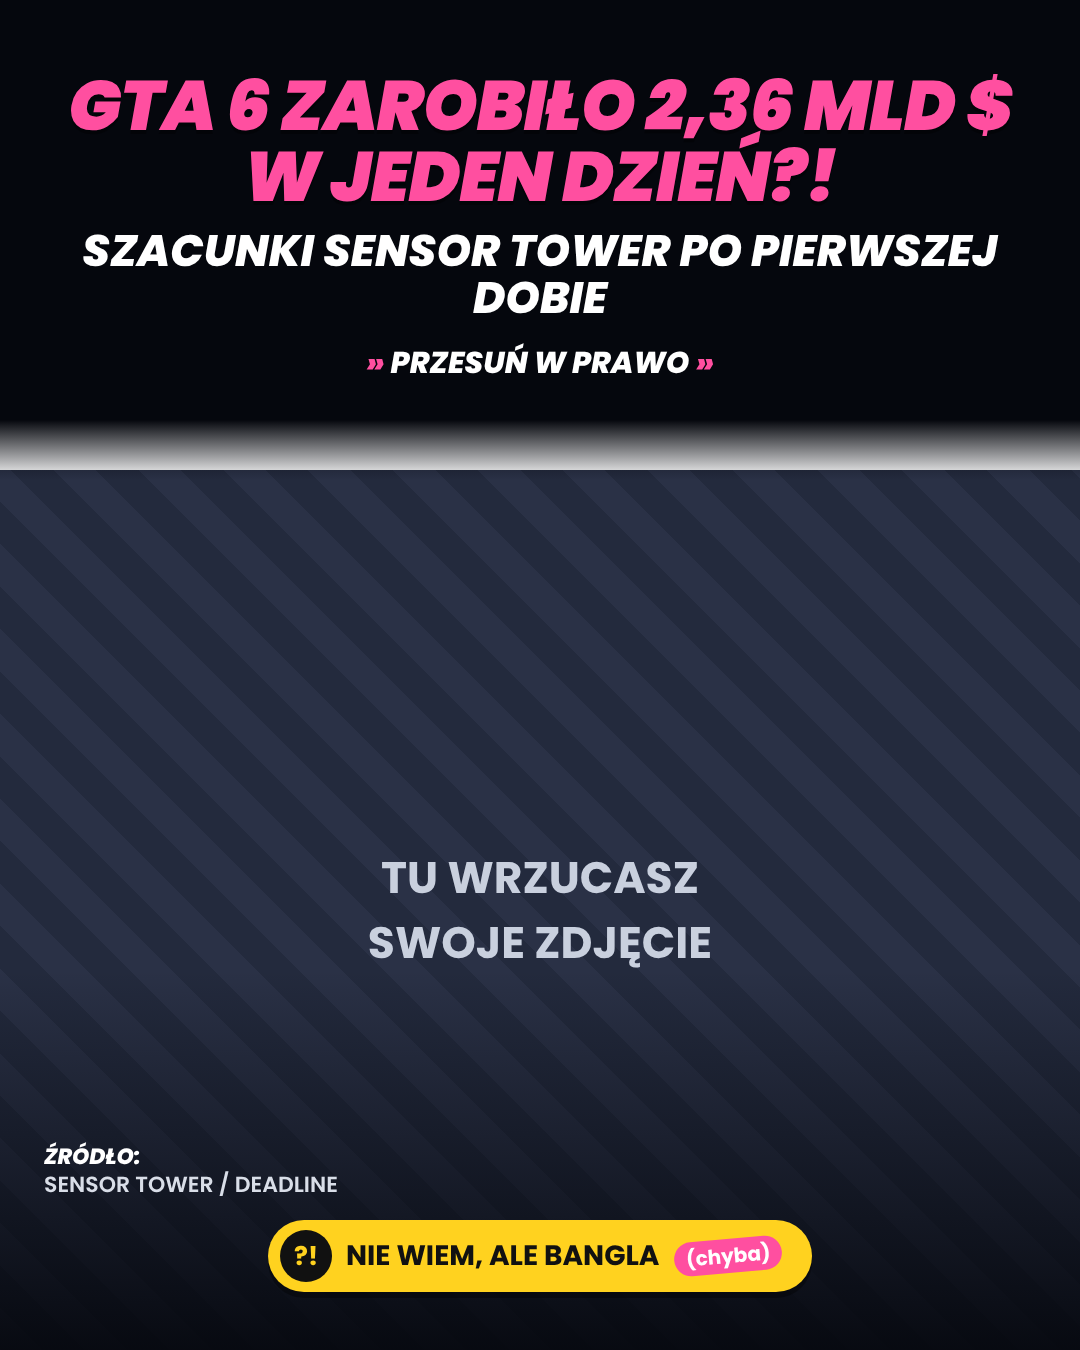 GTA 6 ZAROBIŁO 2,36 MLD $
W JEDEN DZIEŃ?!
SZACUNKI SENSOR TOWER PO PIERWSZEJ
DOBIE
» PRZESUŃ W PRAWO »
TU WRZUCASZ
SWOJE ZDJĘCIE
ŹRÓDŁO:
SENSOR TOWER / DEADLINE
?! NIE WIEM, ALE BANGLA (chyba)